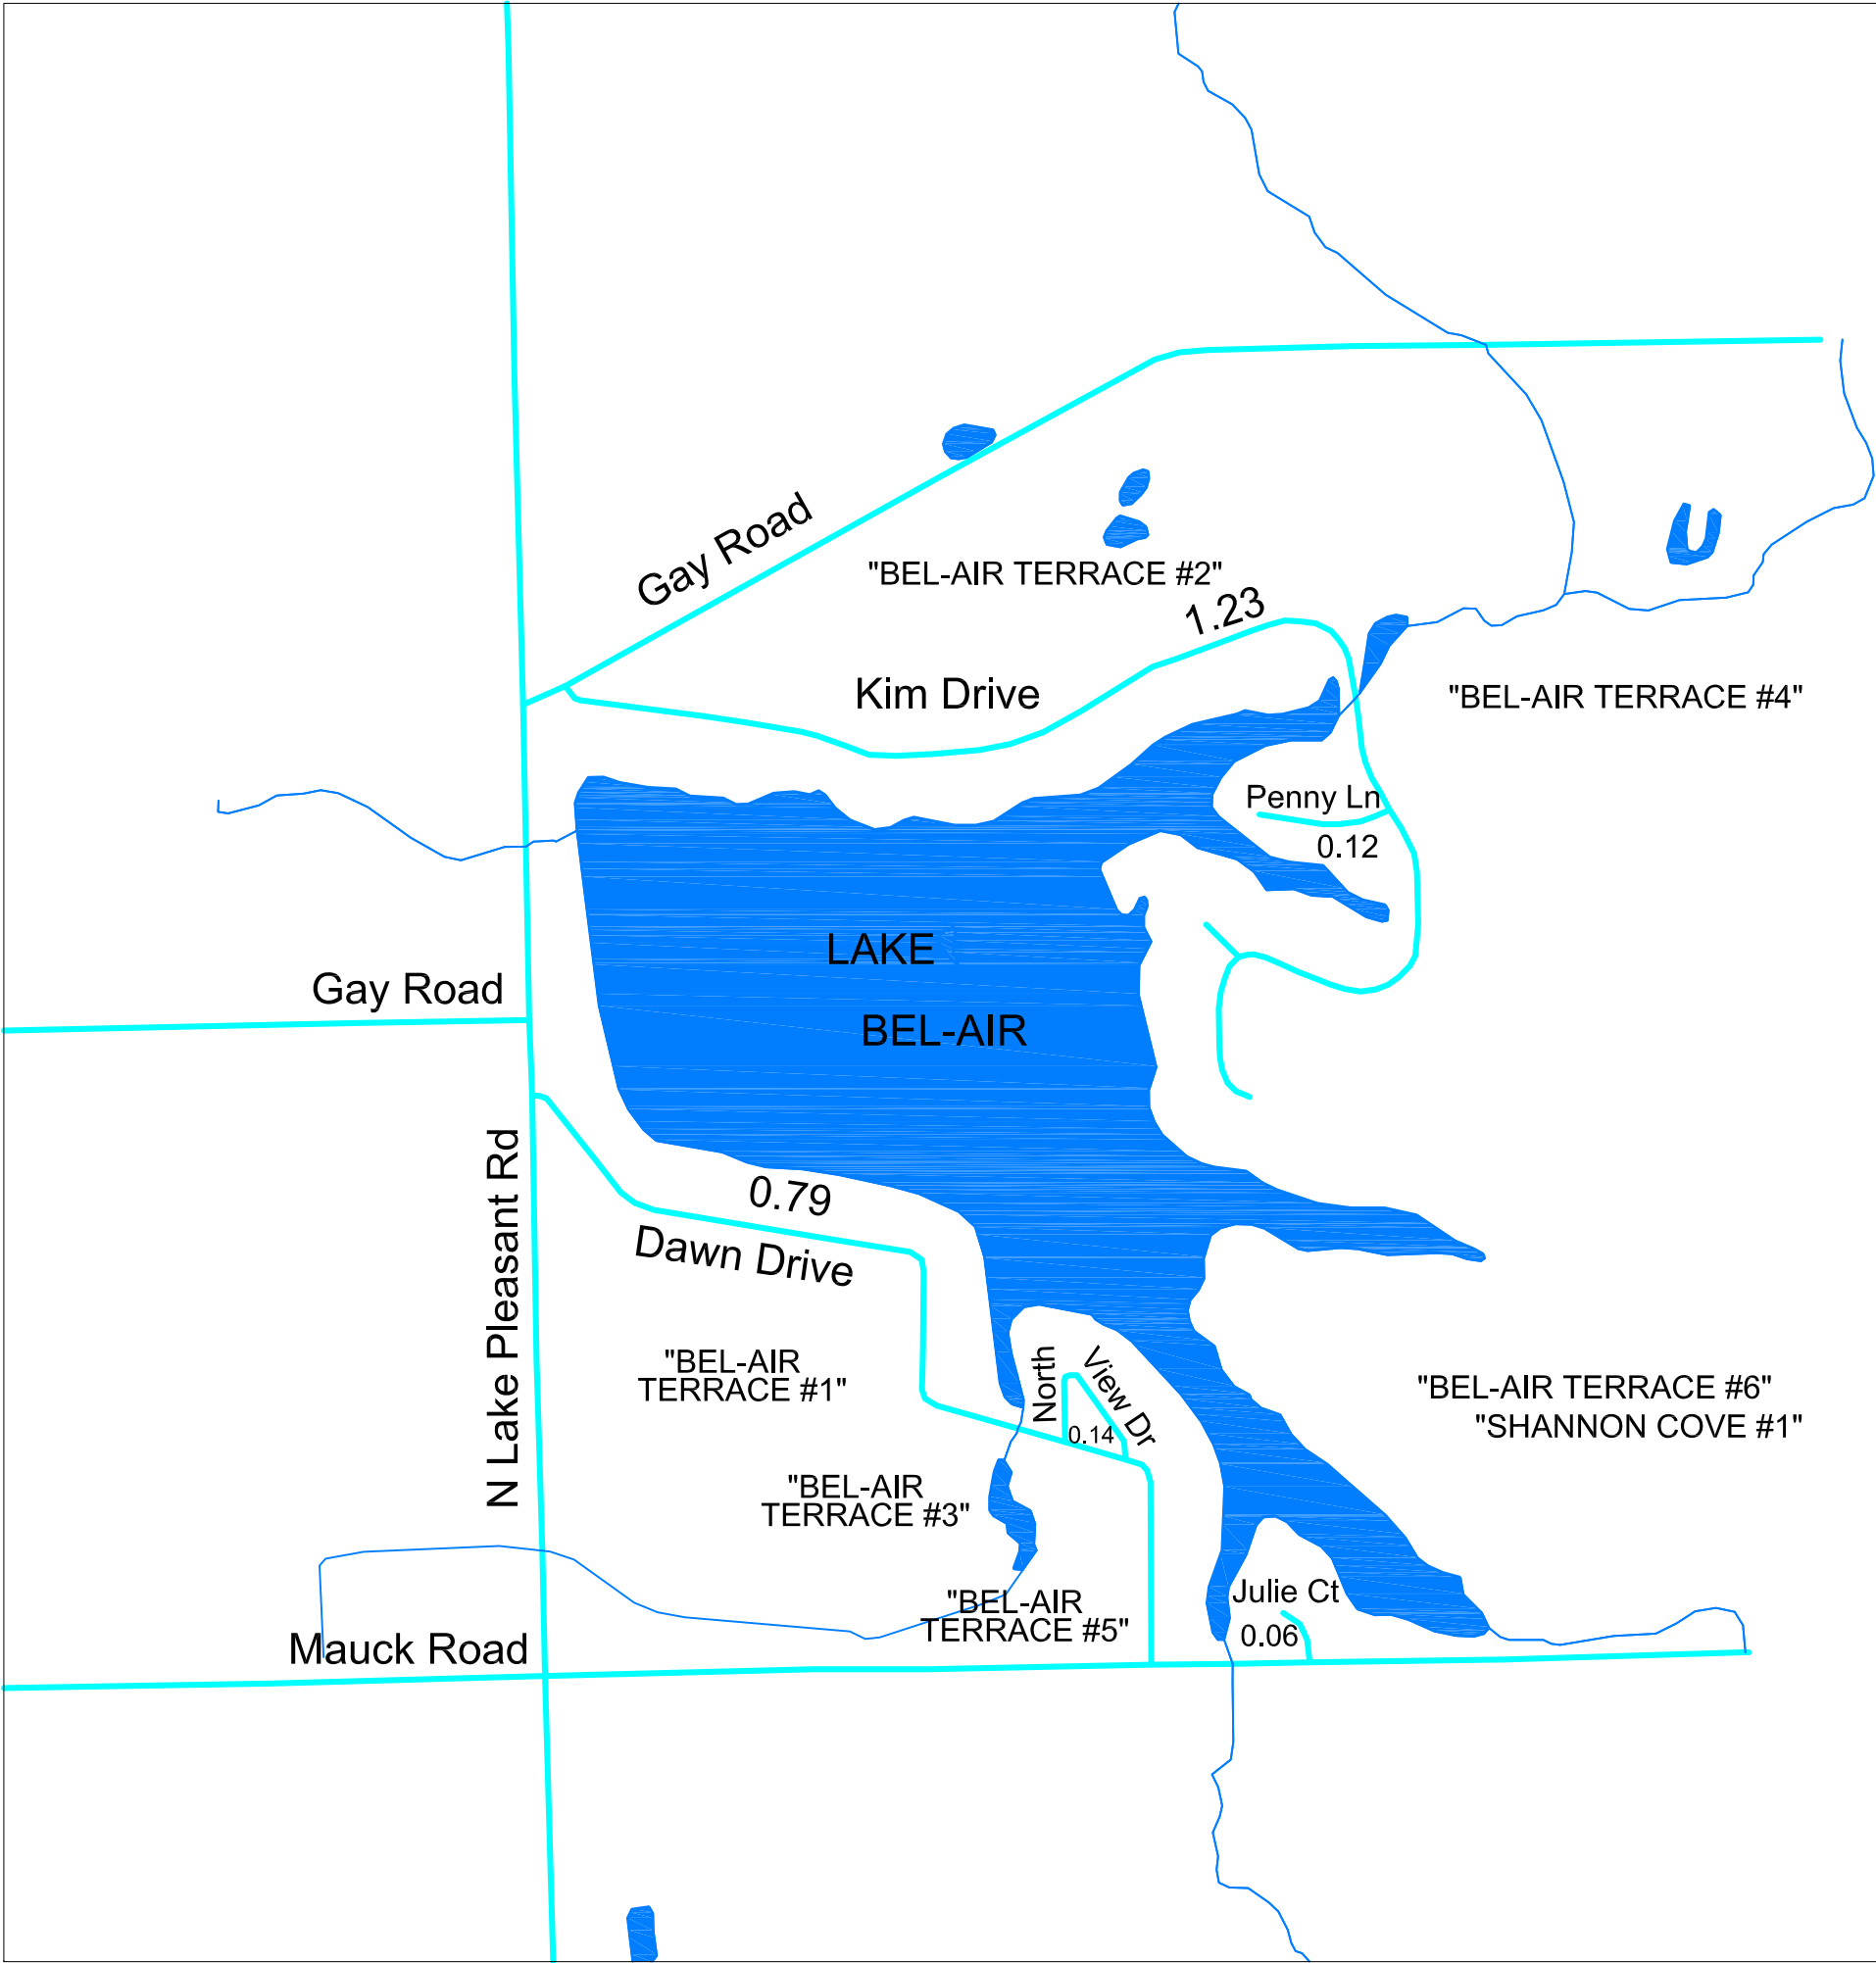 Gay Road
"BEL-AIR TERRACE #2"
1.23
Kim Drive
"BEL-AIR TERRACE #4"
Penny Ln
0.12
LAKE
BEL-AIR
Gay Road
N Lake Pleasant Rd
0.79
Dawn Drive
"BEL-AIR
TERRACE #1"
North
View Dr
0.14
"BEL-AIR TERRACE #6"
"SHANNON COVE #1"
"BEL-AIR
TERRACE #3"
"BEL-AIR
TERRACE #5"
Julie Ct
0.06
Mauck Road